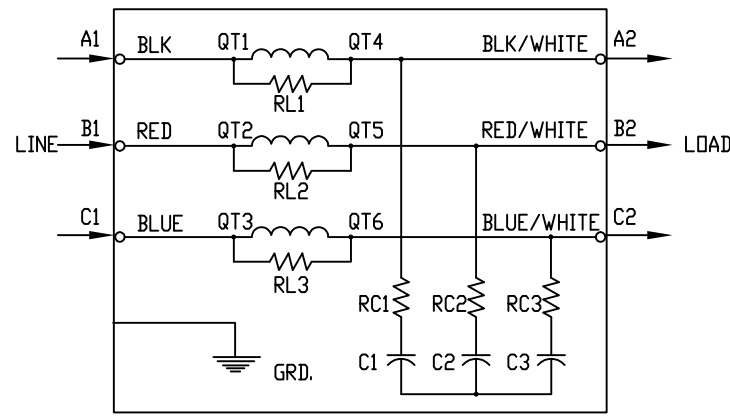 A1 BLK QT1 QT4 BLK/WHITE A2
RL1
B1 RED QT2 QT5 RED/WHITE B2
LINE LOAD
RL2
C1 BLUE QT3 QT6 BLUE/WHITE C2
RL3
RC1 RC2 RC3
GRD. C1 C2 C3